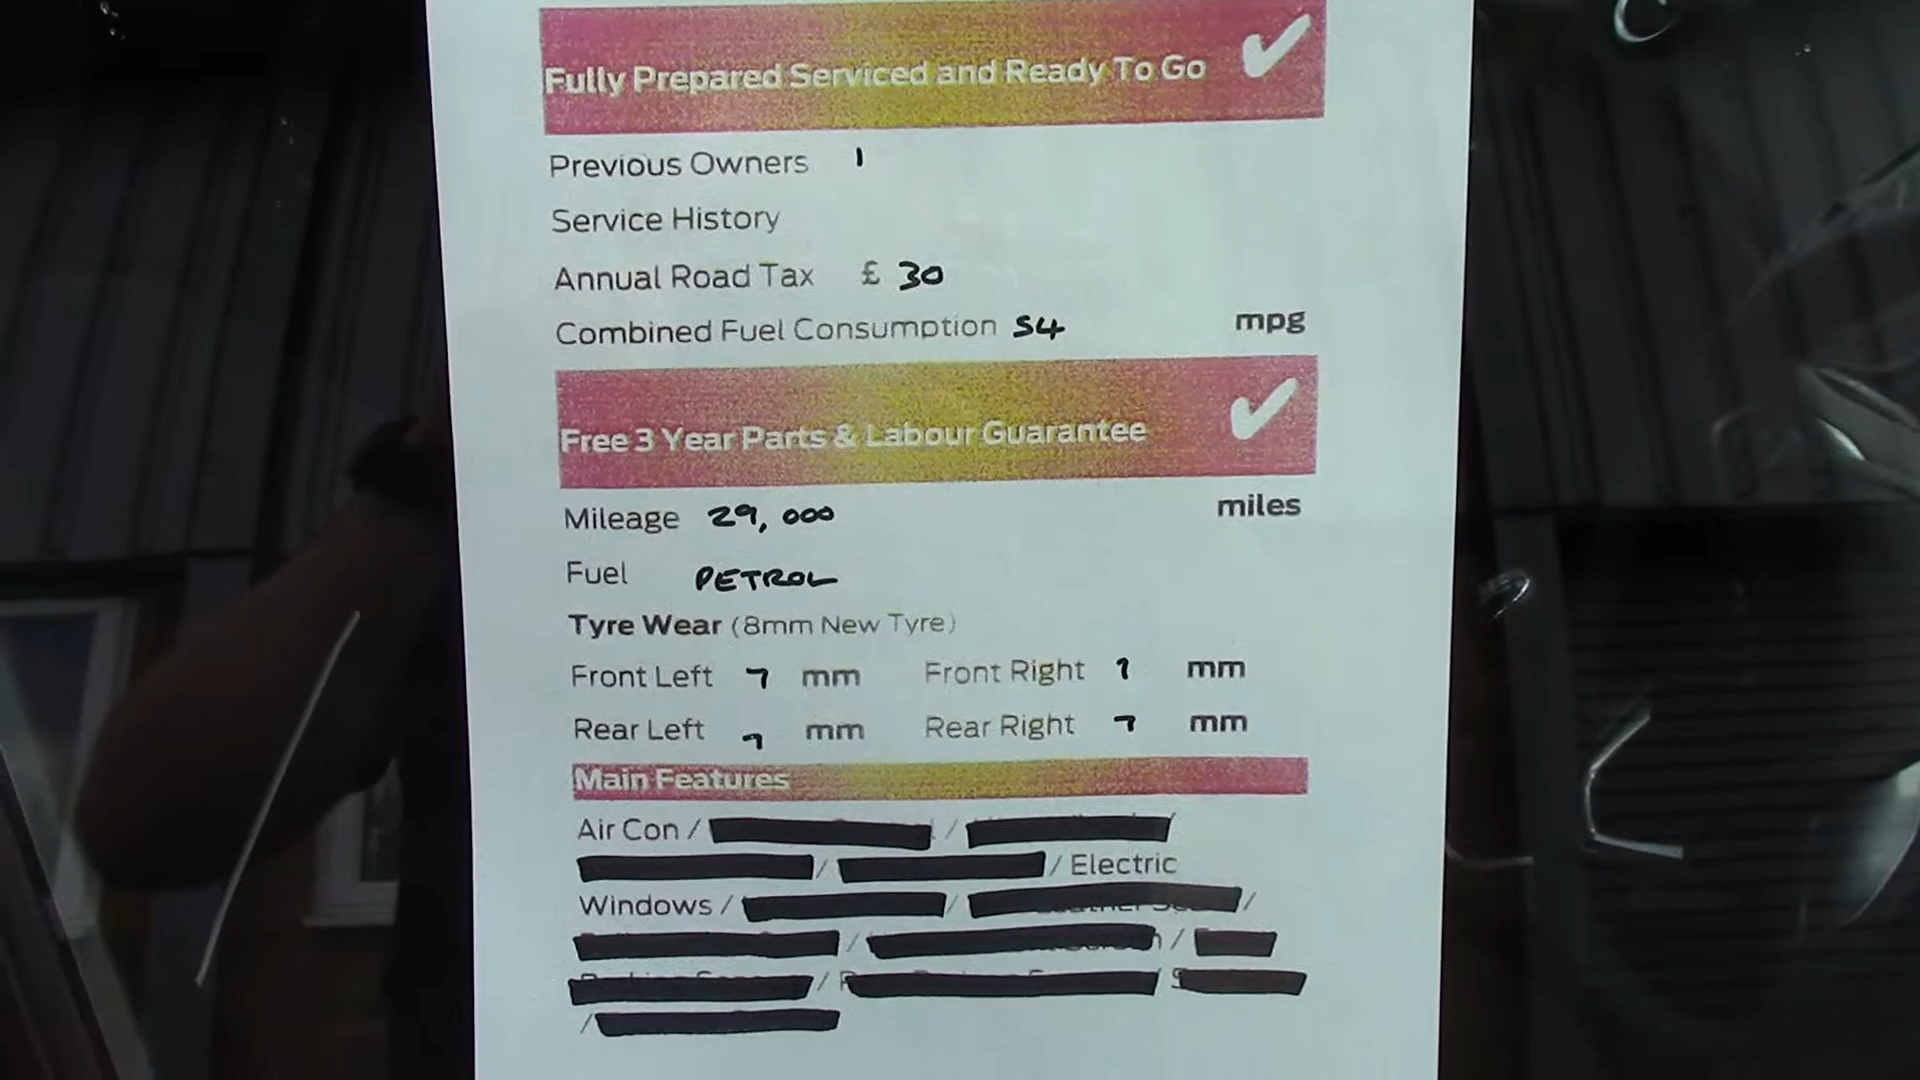 Fully Prepared Serviced and Ready To Go
Previous Owners 1
Service History
Annual Road Tax £ 30
Combined Fuel Consumption 54 mpg
Free 3 Year Parts & Labour Guarantee
Mileage 29,000 miles
Fuel PETROL
Tyre Wear (8mm New Tyre)
Front Left 7 mm Front Right 7 mm
Rear Left 7 mm Rear Right 7 mm
Main Features
Air Con / /
/ / Electric
Windows / / /
/ /
/ /
/